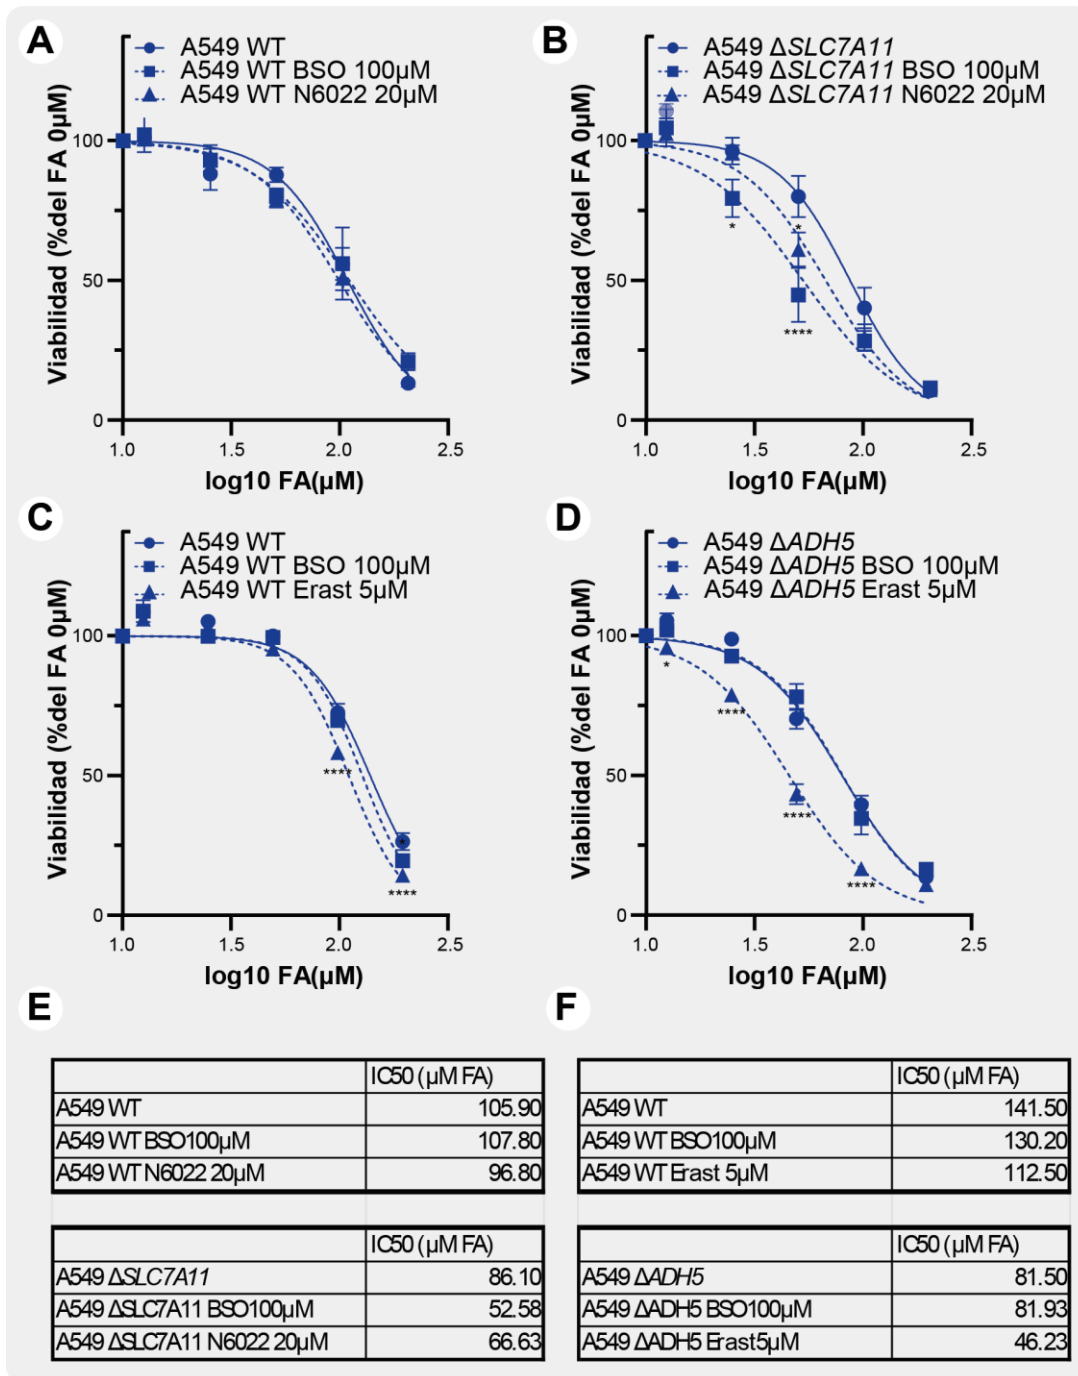 A
A549 WT
A549 WT BSO 100µM
A549 WT N6022 20µM
Viabilidad (%del FA 0µM)
100
50
0
1.0 1.5 2.0 2.5
log10 FA(µM)
B
A549 ΔSLC7A11
A549 ΔSLC7A11 BSO 100µM
A549 ΔSLC7A11 N6022 20µM
Viabilidad (%del FA 0µM)
100
50
0
*
*
****
1.0 1.5 2.0 2.5
log10 FA(µM)
C
A549 WT
A549 WT BSO 100µM
A549 WT Erast 5µM
Viabilidad (%del FA 0µM)
100
50
0
****
****
1.0 1.5 2.0 2.5
log10 FA(µM)
D
A549 ΔADH5
A549 ΔADH5 BSO 100µM
A549 ΔADH5 Erast 5µM
Viabilidad (%del FA 0µM)
100
50
0
*
****
****
****
1.0 1.5 2.0 2.5
log10 FA(µM)
E
IC50 (µM FA)
A549 WT 105.90
A549 WT BSO100µM 107.80
A549 WT N6022 20µM 96.80
IC50 (µM FA)
A549 ΔSLC7A11 86.10
A549 ΔSLC7A11 BSO100µM 52.58
A549 ΔSLC7A11 N6022 20µM 66.63
F
IC50 (µM FA)
A549 WT 141.50
A549 WT BSO100µM 130.20
A549 WT Erast 5µM 112.50
IC50 (µM FA)
A549 ΔADH5 81.50
A549 ΔADH5 BSO100µM 81.93
A549 ΔADH5 Erast5µM 46.23